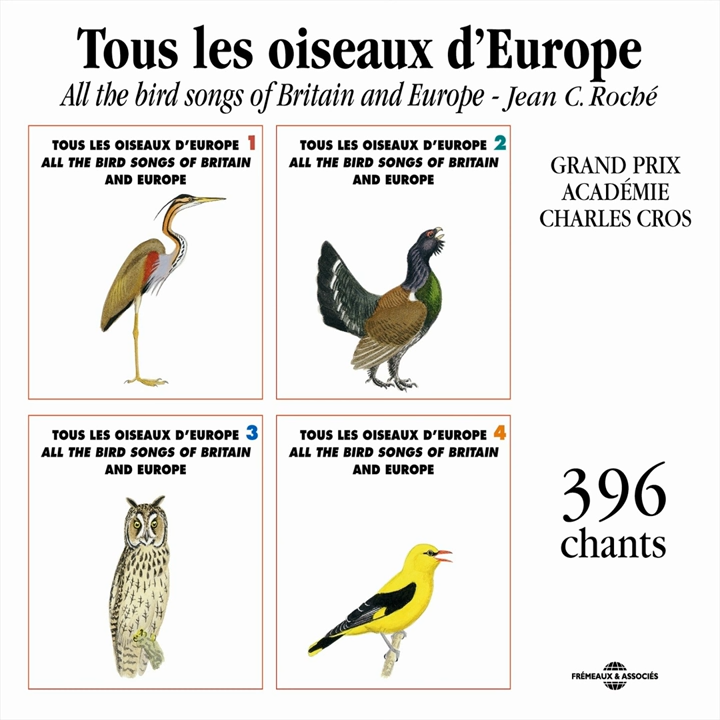 Tous les oiseaux d'Europe
All the bird songs of Britain and Europe - Jean C. Roché
TOUS LES OISEAUX D'EUROPE 1
ALL THE BIRD SONGS OF BRITAIN
AND EUROPE
TOUS LES OISEAUX D'EUROPE 2
ALL THE BIRD SONGS OF BRITAIN
AND EUROPE
GRAND PRIX
ACADÉMIE
CHARLES CROS
TOUS LES OISEAUX D'EUROPE 3
ALL THE BIRD SONGS OF BRITAIN
AND EUROPE
TOUS LES OISEAUX D'EUROPE 4
ALL THE BIRD SONGS OF BRITAIN
AND EUROPE
396
chants
FRÉMEAUX & ASSOCIÉS